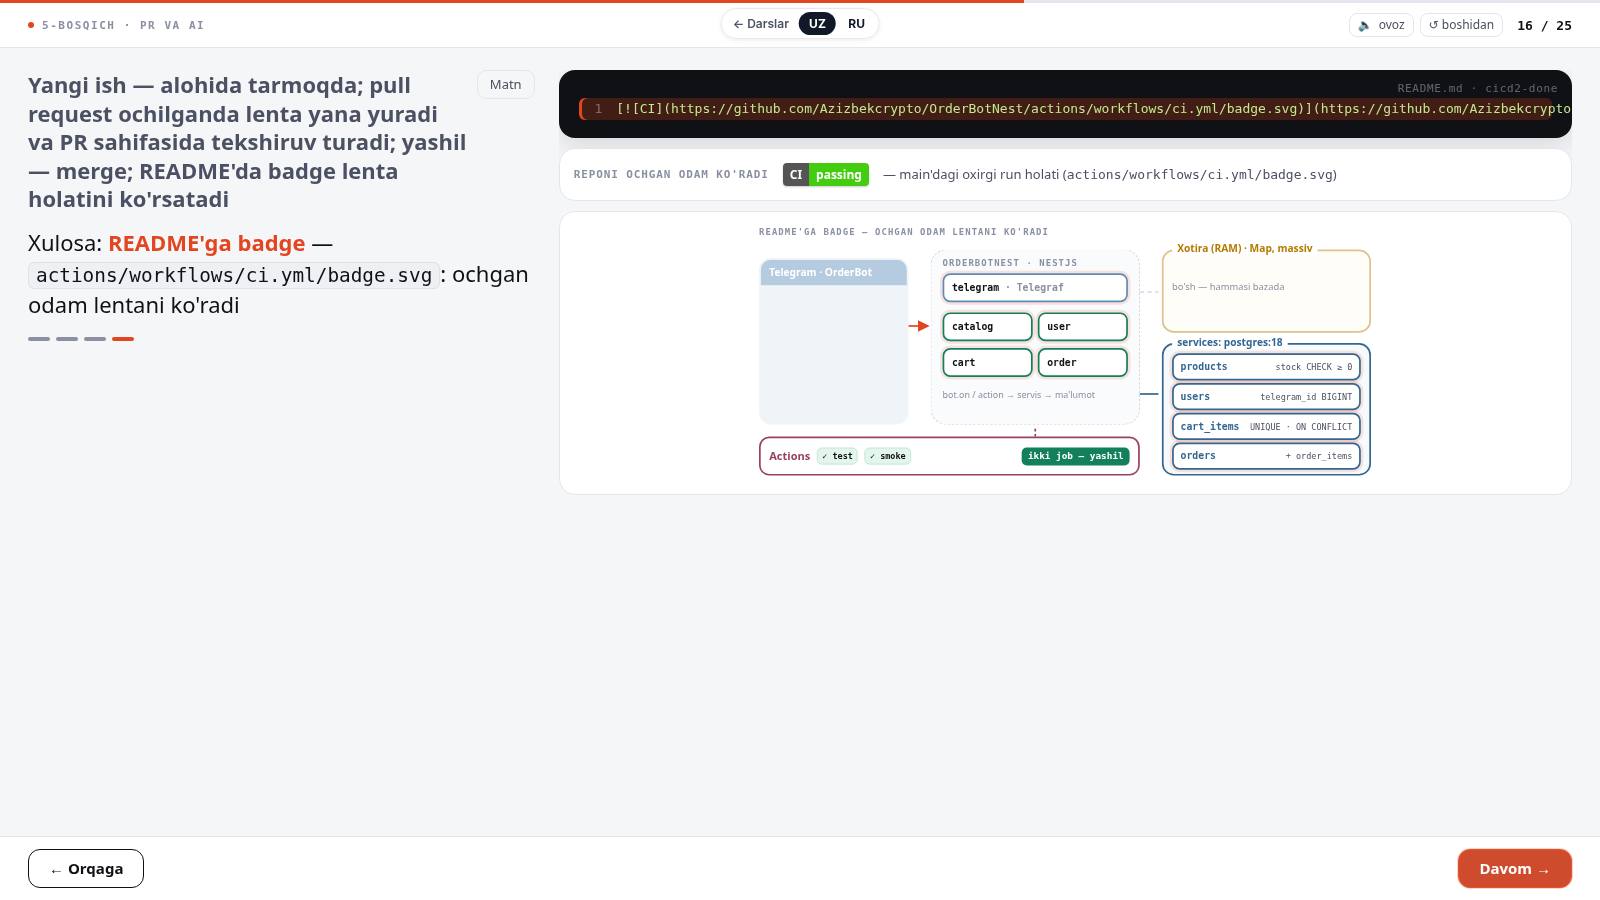 5-BOSQICH · PR VA AI
← Darslar UZ RU
🔈 ovoz ↺ boshidan 16 / 25
Yangi ish — alohida tarmoqda; pull
request ochilganda lenta yana yuradi
va PR sahifasida tekshiruv turadi; yashil
— merge; README'da badge lenta
holatini ko'rsatadi
Matn
Xulosa: README'ga badge —
actions/workflows/ci.yml/badge.svg: ochgan
odam lentani ko'radi
README.md · cicd2-done
1 [![CI](https://github.com/Azizbekcrypto/OrderBotNest/actions/workflows/ci.yml/badge.svg)](https://github.com/Azizbekcrypto
REPONI OCHGAN ODAM KO'RADI CI passing — main'dagi oxirgi run holati (actions/workflows/ci.yml/badge.svg)
README'GA BADGE — OCHGAN ODAM LENTANI KO'RADI
Telegram · OrderBot
ORDERBOTNEST · NESTJS
telegram · Telegraf
catalog user
cart order
bot.on / action → servis → ma'lumot
Xotira (RAM) · Map, massiv
bo'sh — hammasi bazada
services: postgres:18
products stock CHECK ≥ 0
users telegram_id BIGINT
cart_items UNIQUE · ON CONFLICT
orders + order_items
Actions ✓ test ✓ smoke ikki job — yashil
← Orqaga
Davom →